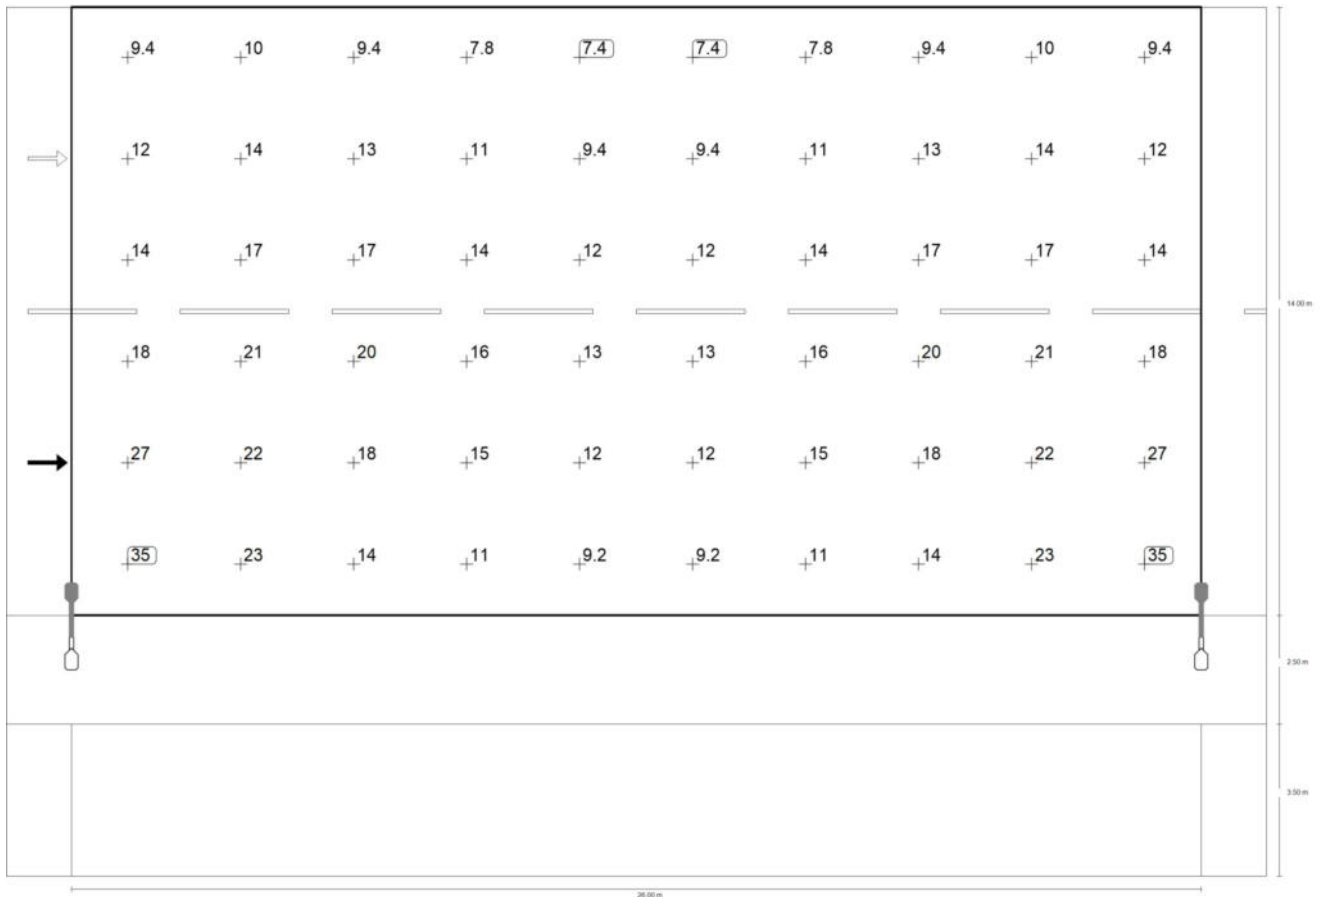 9.4 10 9.4 7.8 7.4 7.4 7.8 9.4 10 9.4
12 14 13 11 9.4 9.4 11 13 14 12
14 17 17 14 12 12 14 17 17 14
14.00 m
18 21 20 16 13 13 16 20 21 18
27 22 18 15 12 12 15 18 22 27
35 23 14 11 9.2 9.2 11 14 23 35
2.50 m
3.50 m
26.00 m